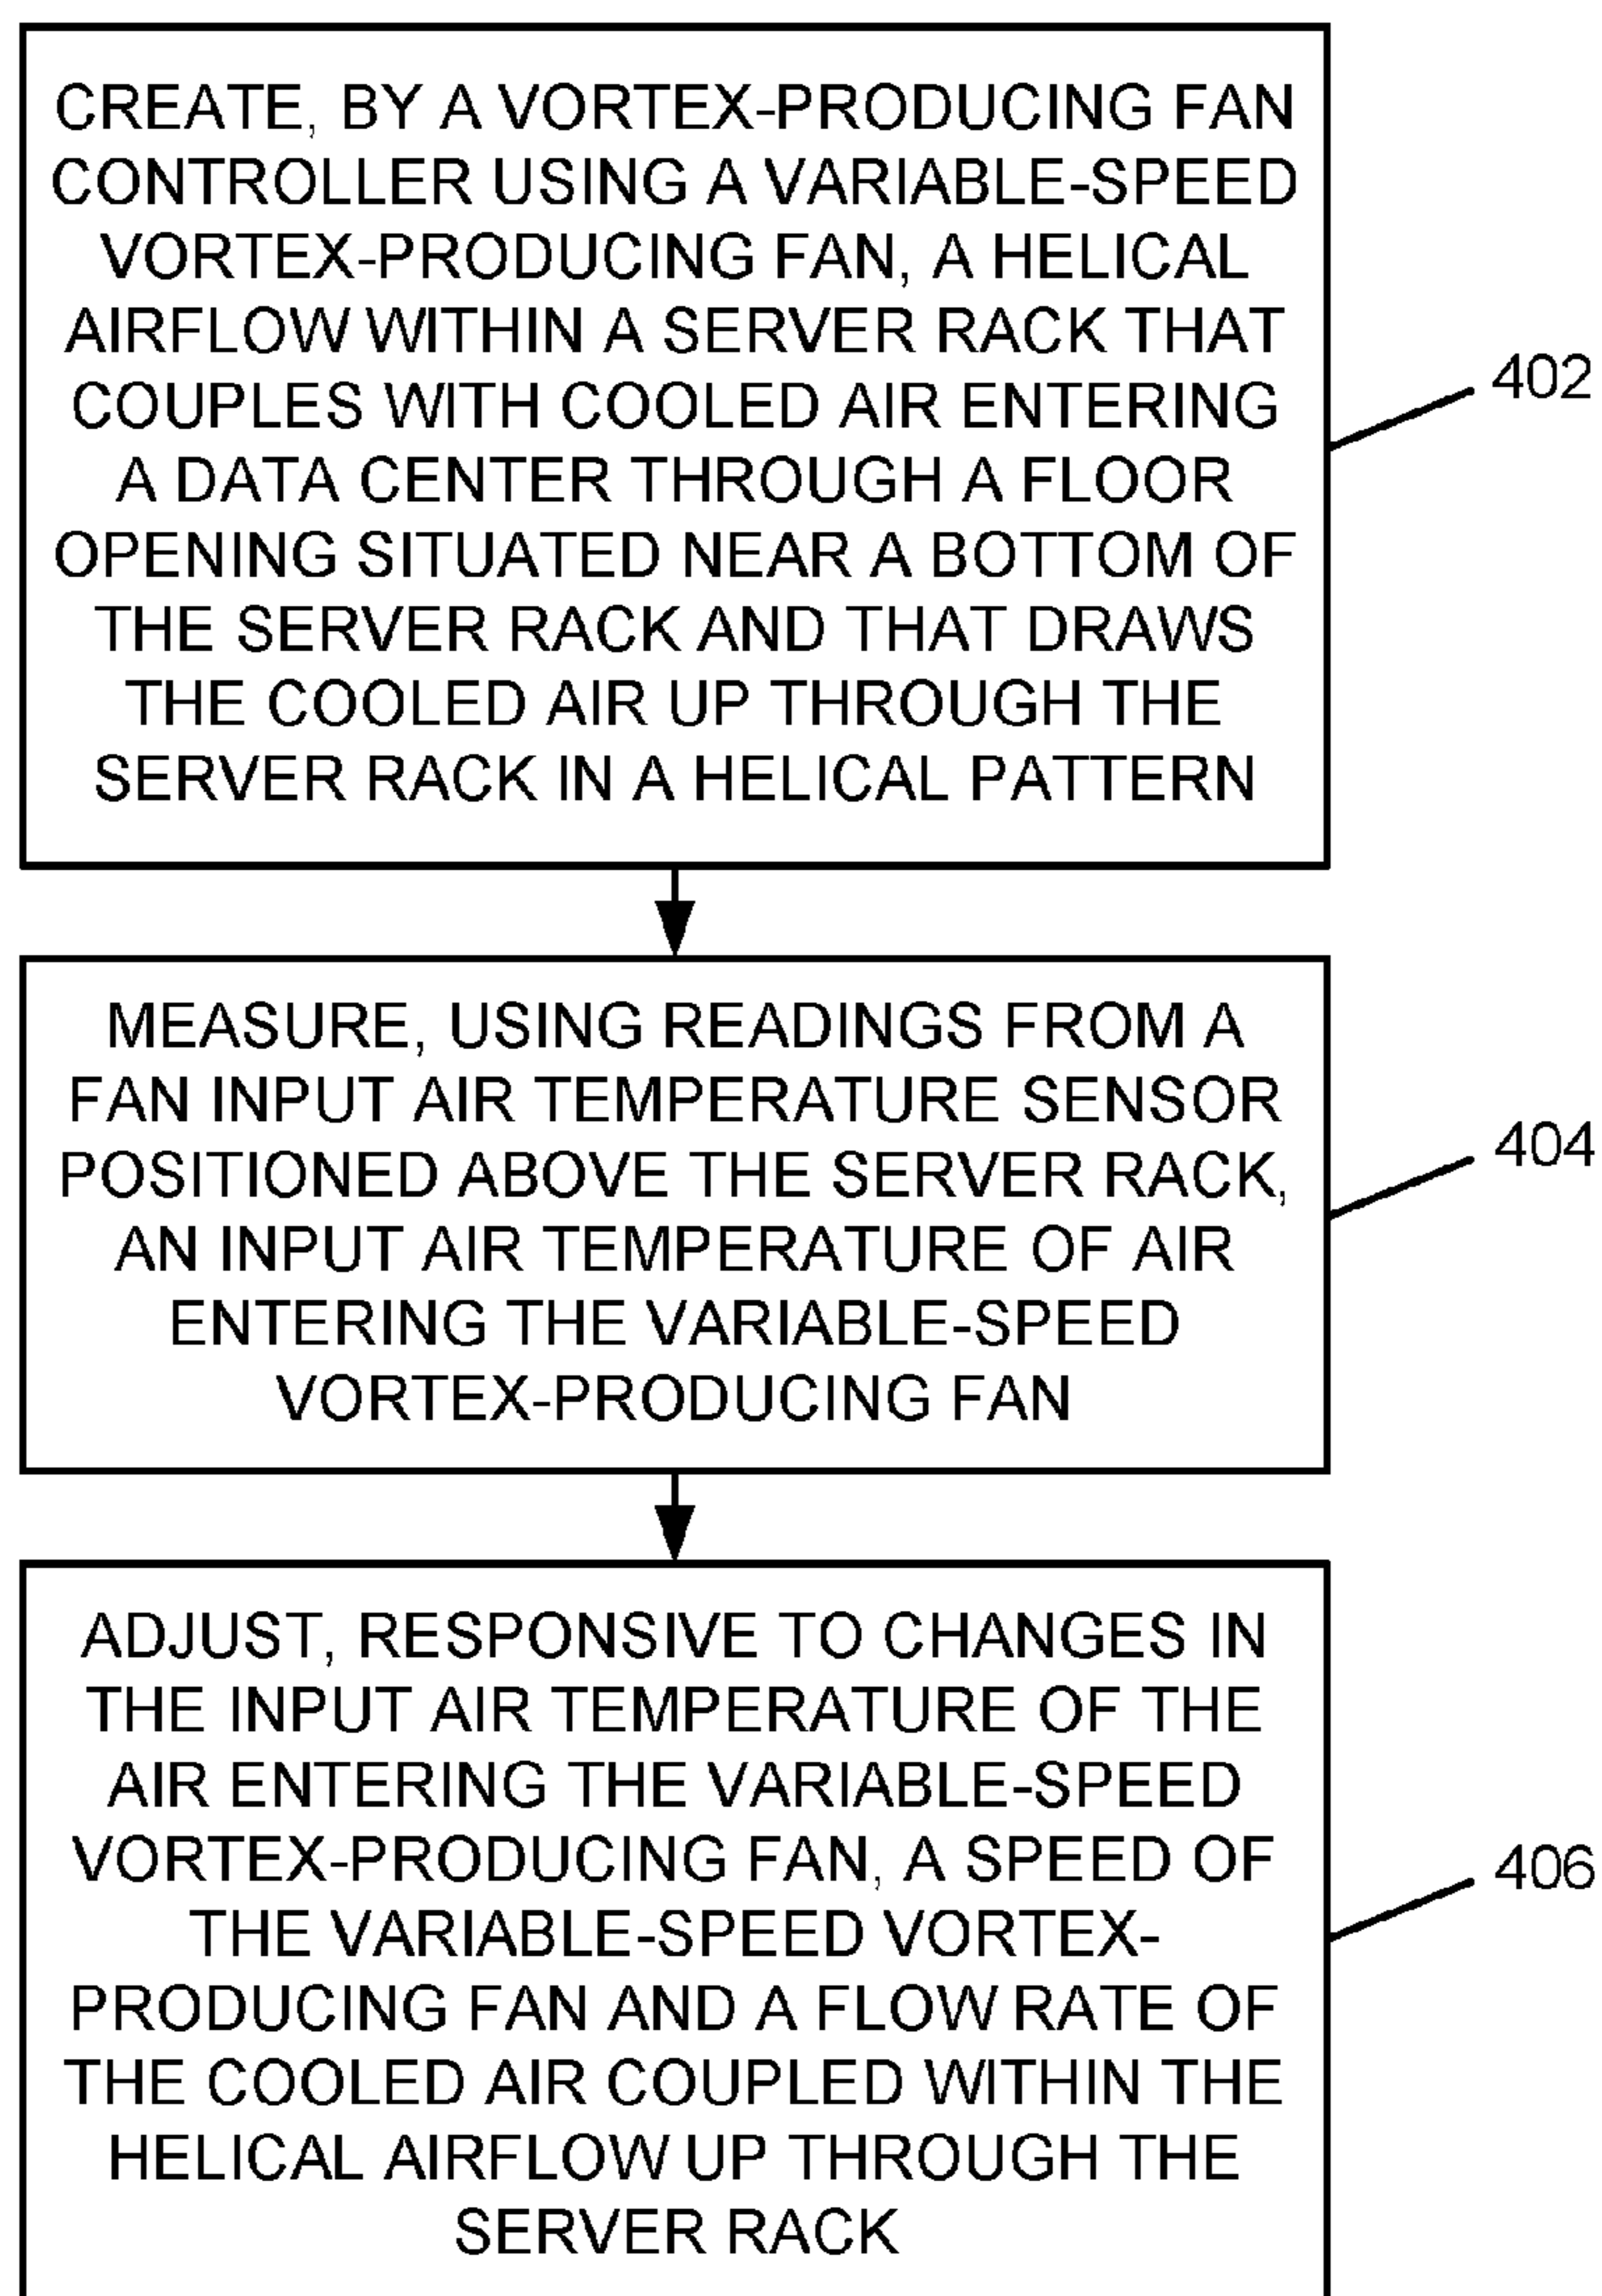 CREATE, BY A VORTEX-PRODUCING FAN
CONTROLLER USING A VARIABLE-SPEED
VORTEX-PRODUCING FAN, A HELICAL
AIRFLOW WITHIN A SERVER RACK THAT
COUPLES WITH COOLED AIR ENTERING
A DATA CENTER THROUGH A FLOOR
OPENING SITUATED NEAR A BOTTOM OF
THE SERVER RACK AND THAT DRAWS
THE COOLED AIR UP THROUGH THE
SERVER RACK IN A HELICAL PATTERN
402
MEASURE, USING READINGS FROM A
FAN INPUT AIR TEMPERATURE SENSOR
POSITIONED ABOVE THE SERVER RACK,
AN INPUT AIR TEMPERATURE OF AIR
ENTERING THE VARIABLE-SPEED
VORTEX-PRODUCING FAN
404
ADJUST, RESPONSIVE TO CHANGES IN
THE INPUT AIR TEMPERATURE OF THE
AIR ENTERING THE VARIABLE-SPEED
VORTEX-PRODUCING FAN, A SPEED OF
THE VARIABLE-SPEED VORTEX-
PRODUCING FAN AND A FLOW RATE OF
THE COOLED AIR COUPLED WITHIN THE
HELICAL AIRFLOW UP THROUGH THE
SERVER RACK
406